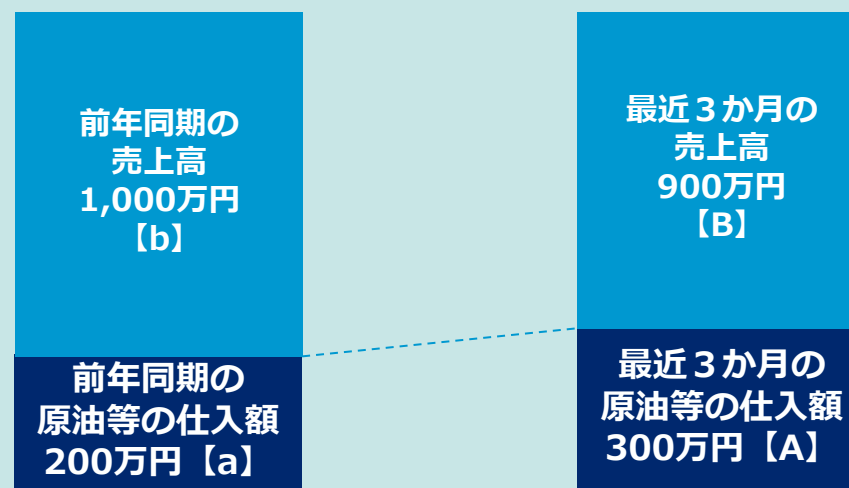 前年同期の
売上高
1,000万円
【b】
最近３か月の
売上高
900万円
【B】
前年同期の
原油等の仕入額
200万円【a】
最近３か月の
原油等の仕入額
300万円【A】